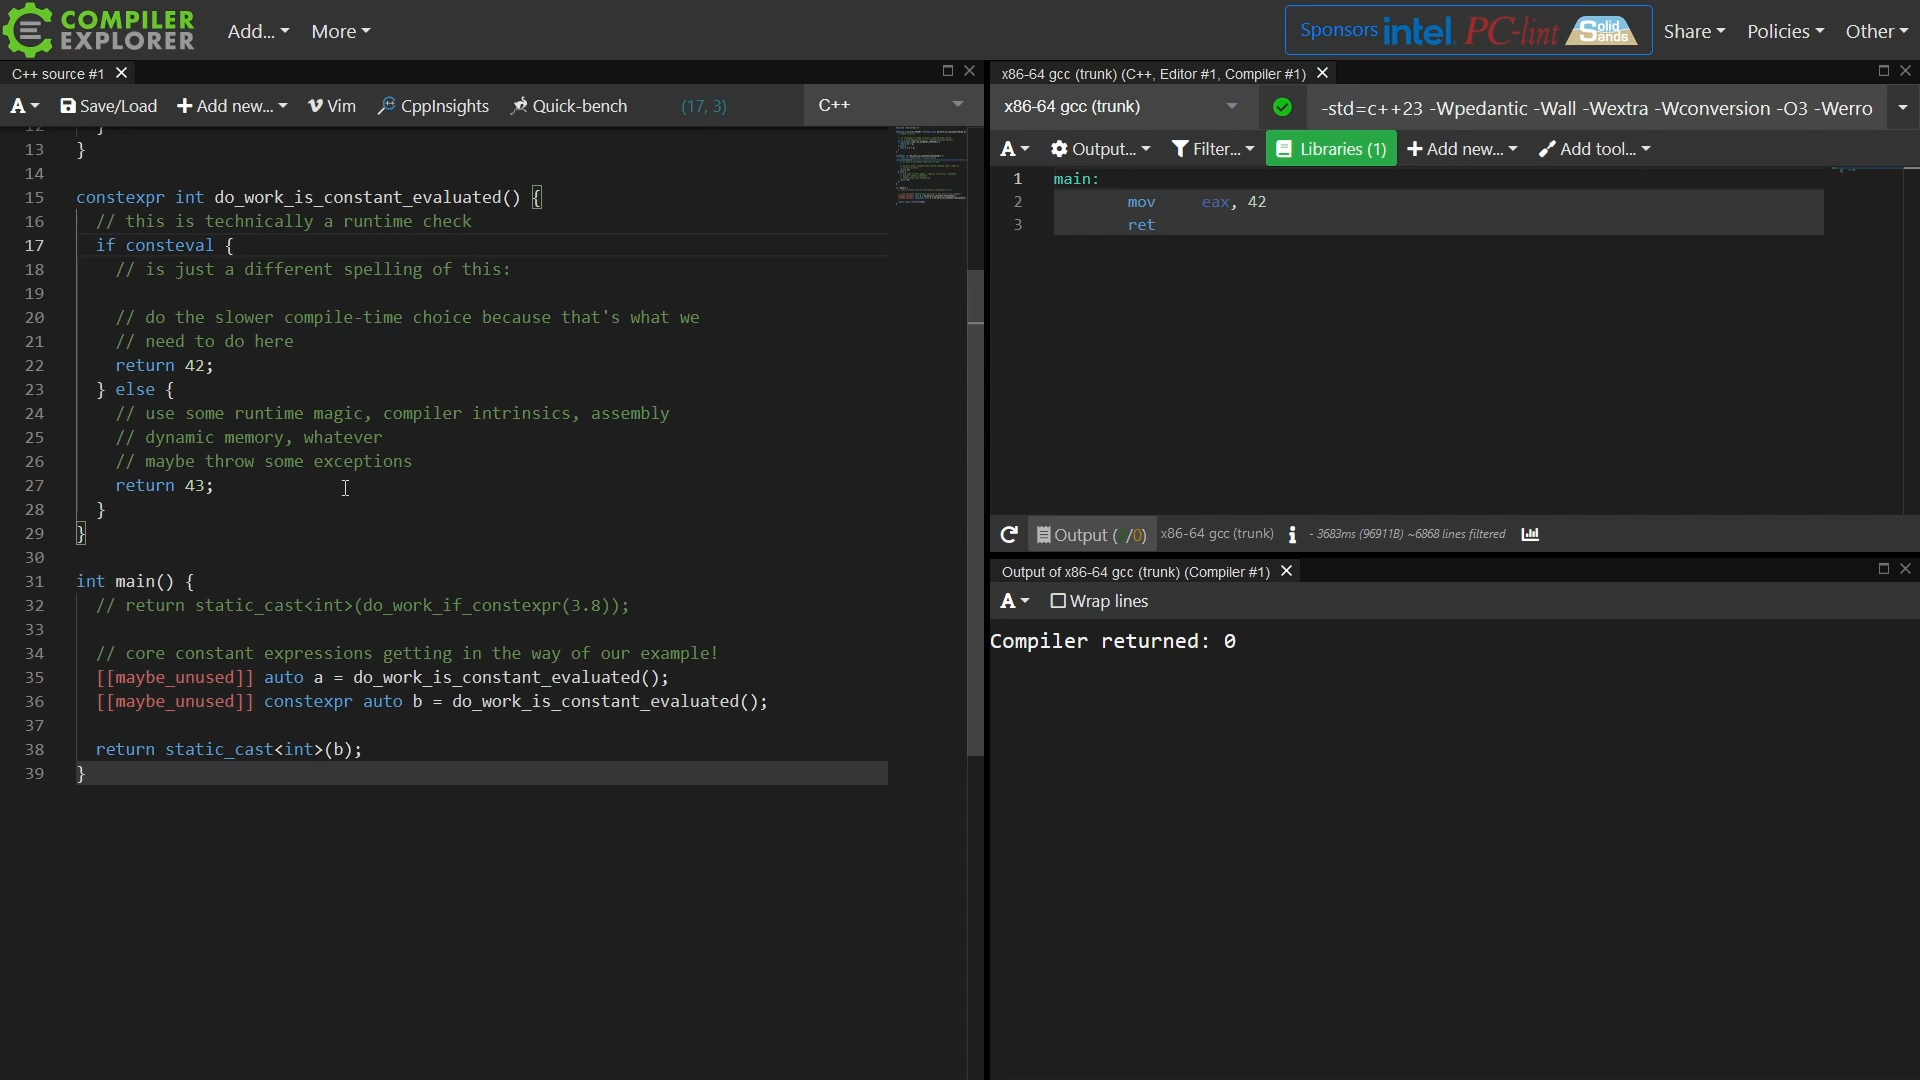 COMPILER
EXPLORER
Add...
More
Sponsors intel. PC-lint Solid Sands
Share
Policies
Other
C++ source #1
A
Save/Load
Add new...
Vim
CppInsights
Quick-bench
(17, 3)
C++
12 }
13 }
14
15 constexpr int do_work_is_constant_evaluated() {
16 // this is technically a runtime check
17 if consteval {
18 // is just a different spelling of this:
19
20 // do the slower compile-time choice because that's what we
21 // need to do here
22 return 42;
23 } else {
24 // use some runtime magic, compiler intrinsics, assembly
25 // dynamic memory, whatever
26 // maybe throw some exceptions
27 return 43;
28 }
29 }
30
31 int main() {
32 // return static_cast<int>(do_work_if_constexpr(3.8));
33
34 // core constant expressions getting in the way of our example!
35 [[maybe_unused]] auto a = do_work_is_constant_evaluated();
36 [[maybe_unused]] constexpr auto b = do_work_is_constant_evaluated();
37
38 return static_cast<int>(b);
39 }
x86-64 gcc (trunk) (C++, Editor #1, Compiler #1)
x86-64 gcc (trunk)
-std=c++23 -Wpedantic -Wall -Wextra -Wconversion -O3 -Werro
A
Output...
Filter...
Libraries (1)
Add new...
Add tool...
1 main:
2 mov eax, 42
3 ret
Output ( /0)
x86-64 gcc (trunk)
- 3683ms (96911B) ~6868 lines filtered
Output of x86-64 gcc (trunk) (Compiler #1)
A
Wrap lines
Compiler returned: 0